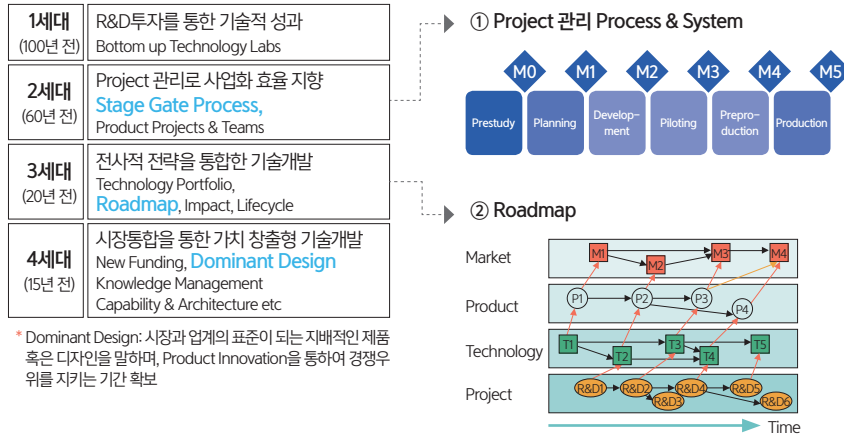 1세대
(100년 전)
R&D투자를 통한 기술적 성과
Bottom up Technology Labs
2세대
(60년 전)
Project 관리로 사업화 효율 지향
Stage Gate Process,
Product Projects & Teams
3세대
(20년 전)
전사적 전략을 통합한 기술개발
Technology Portfolio,
Roadmap, Impact, Lifecycle
4세대
(15년 전)
시장통합을 통한 가치 창출형 기술개발
New Funding, Dominant Design
Knowledge Management
Capability & Architecture etc
* Dominant Design: 시장과 업계의 표준이 되는 지배적인 제품
혹은 디자인을 말하며, Product Innovation을 통하여 경쟁우
위를 지키는 기간 확보
① Project 관리 Process & System
M0 M1 M2 M3 M4 M5
Prestudy
Planning
Develop-
ment
Piloting
Prepro-
duction
Production
② Roadmap
Market
M1 M2 M3 M4
Product
P1 P2 P3 P4
Technology
T1 T2 T3 T4 T5
Project
R&D1 R&D2 R&D3 R&D4 R&D5 R&D6
Time